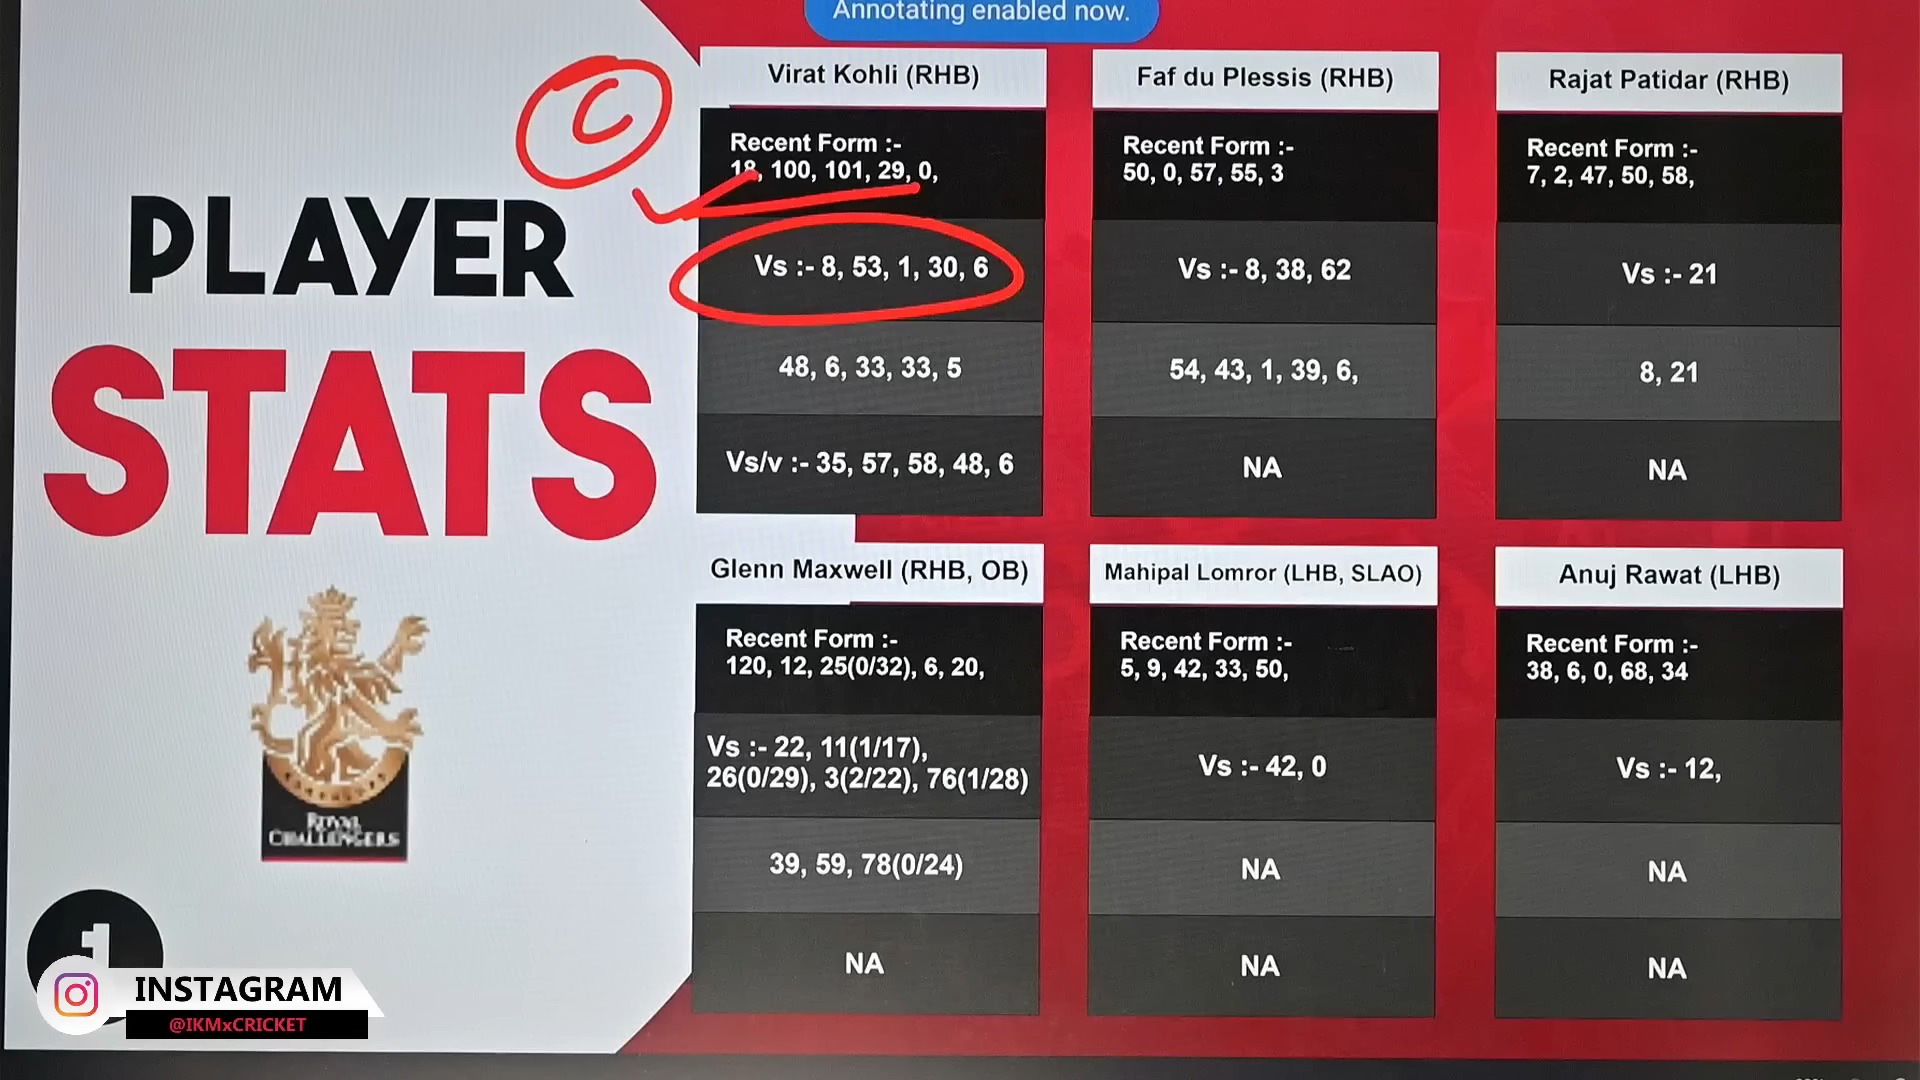 Annotating enabled now.
PLAYER
STATS
ROYAL
CHALLENGERS
1
INSTAGRAM
@IKMxCRICKET
C
Virat Kohli (RHB)
Recent Form :-
18, 100, 101, 29, 0,
Vs :- 8, 53, 1, 30, 6
48, 6, 33, 33, 5
Vs/v :- 35, 57, 58, 48, 6
Faf du Plessis (RHB)
Recent Form :-
50, 0, 57, 55, 3
Vs :- 8, 38, 62
54, 43, 1, 39, 6,
NA
Rajat Patidar (RHB)
Recent Form :-
7, 2, 47, 50, 58,
Vs :- 21
8, 21
NA
Glenn Maxwell (RHB, OB)
Recent Form :-
120, 12, 25(0/32), 6, 20,
Vs :- 22, 11(1/17),
26(0/29), 3(2/22), 76(1/28)
39, 59, 78(0/24)
NA
Mahipal Lomror (LHB, SLAO)
Recent Form :-
5, 9, 42, 33, 50,
Vs :- 42, 0
NA
NA
Anuj Rawat (LHB)
Recent Form :-
38, 6, 0, 68, 34
Vs :- 12,
NA
NA